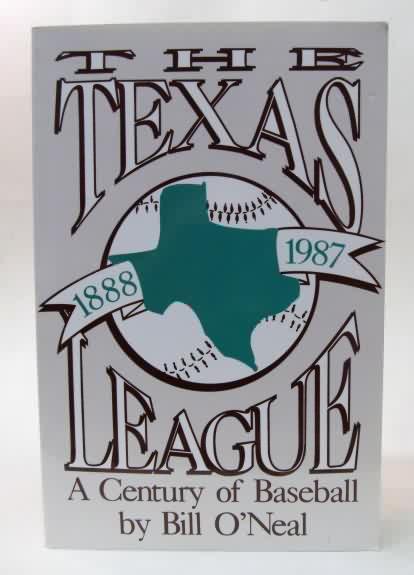 THE
TEXAS
1888
1987
LEAGUE
A Century of Baseball
by Bill O'Neal